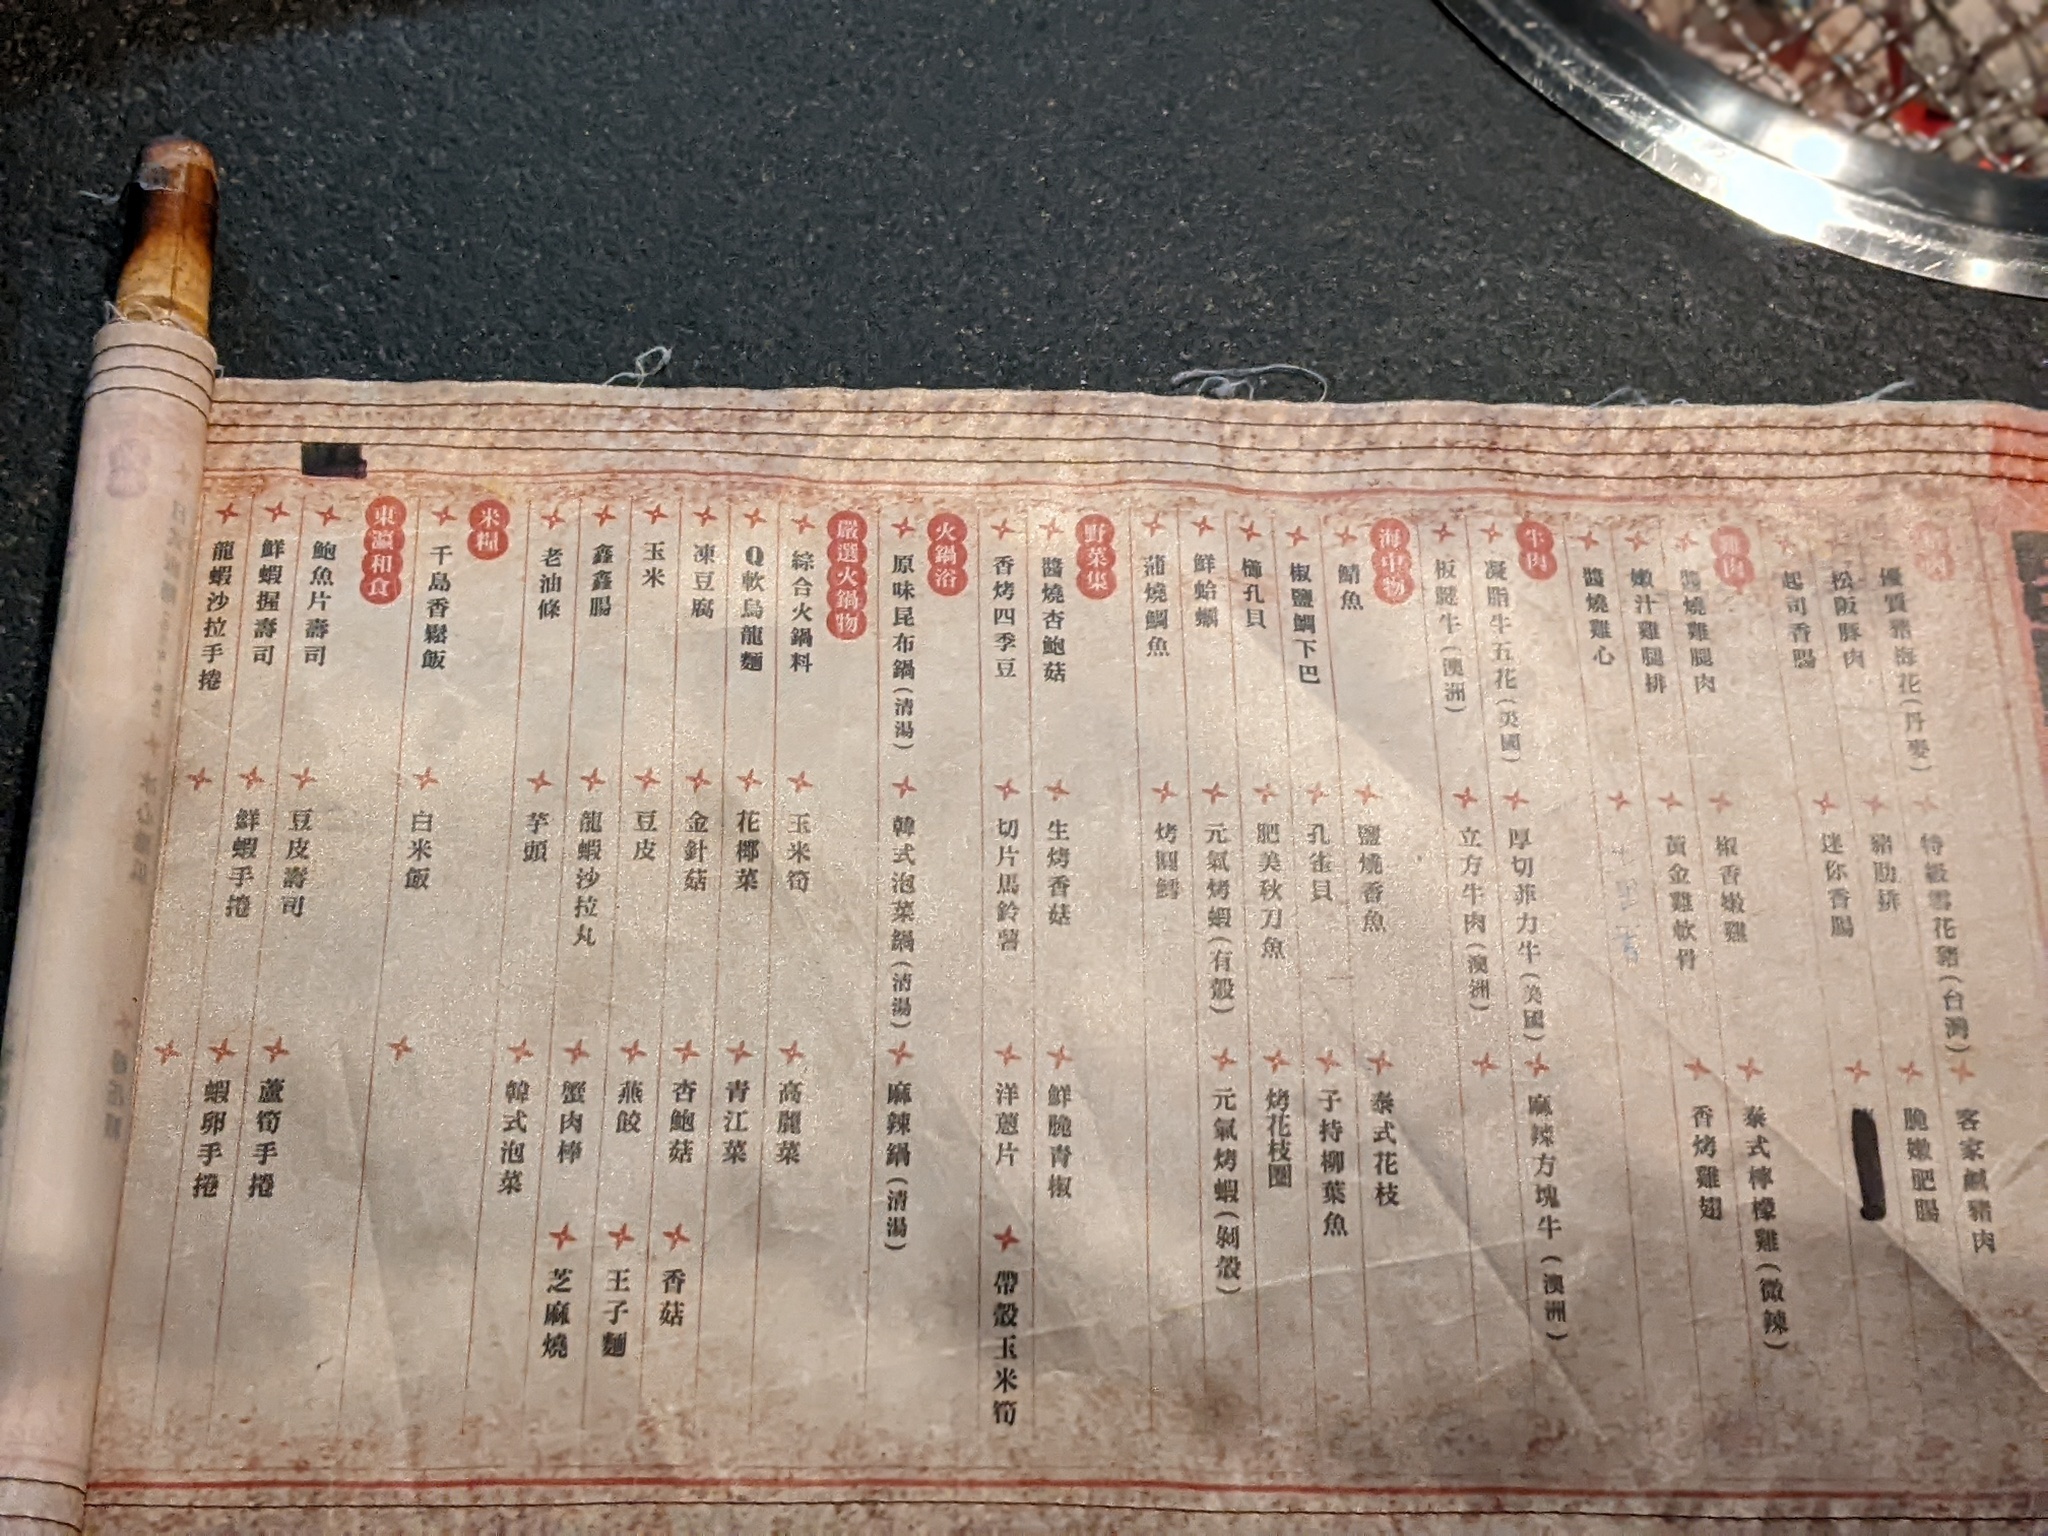 優質豬梅花(丹麥)
特級雪花豬(台灣)
客家鹹豬肉
松阪豚肉
豬肋排
脆嫩肥腸
起司香腸
迷你香腸
雞肉
醬燒雞腿肉
椒香嫩雞
泰式檸檬雞(微辣)
嫩汁雞腿排
黃金雞軟骨
香烤雞翅
醬燒雞心
牛肉
凝脂牛五花(美國)
厚切菲力牛(美國)
麻辣方塊牛(澳洲)
板腱牛(澳洲)
立方牛肉(澳洲)
海中物
鯖魚
鹽燒香魚
泰式花枝
椒鹽鯛下巴
孔雀貝
子持柳葉魚
櫛孔貝
肥美秋刀魚
烤花枝圈
鮮蛤蠣
元氣烤蝦(有殼)
元氣烤蝦(剝殼)
蒲燒鯛魚
烤圓鱈
野菜集
醬燒杏鮑菇
生烤香菇
鮮脆青椒
香烤四季豆
切片馬鈴薯
洋蔥片
帶殼玉米筍
火鍋浴
原味昆布鍋(清湯)
韓式泡菜鍋(清湯)
麻辣鍋(清湯)
嚴選火鍋物
綜合火鍋料
玉米筍
高麗菜
Q軟烏龍麵
花椰菜
青江菜
凍豆腐
金針菇
杏鮑菇
香菇
玉米
豆皮
燕餃
王子麵
鑫鑫腸
龍蝦沙拉丸
蟹肉棒
芝麻燒
老油條
芋頭
韓式泡菜
米糧
千島香鬆飯
白米飯
東瀛和食
鮑魚片壽司
豆皮壽司
蘆筍手捲
鮮蝦握壽司
鮮蝦手捲
蝦卵手捲
龍蝦沙拉手捲